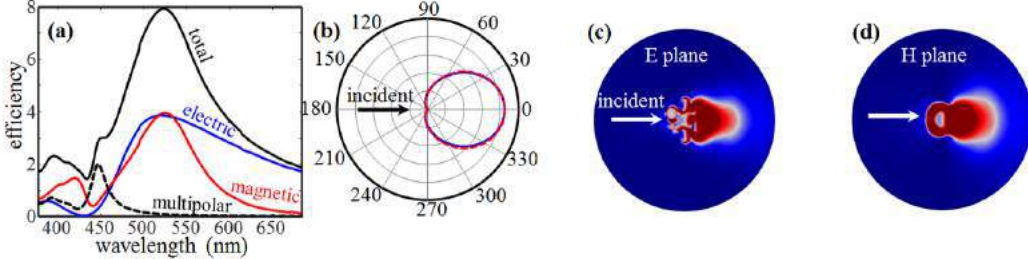 8
6
4
2
0
(a)
total
electric
magnetic
multipolar
400 450 500 550 600 650
wavelength (nm)
efficiency
(b)
90
120 60
150 30
180 0
210 330
240 300
270
incident
(c)
E plane
incident
(d)
H plane